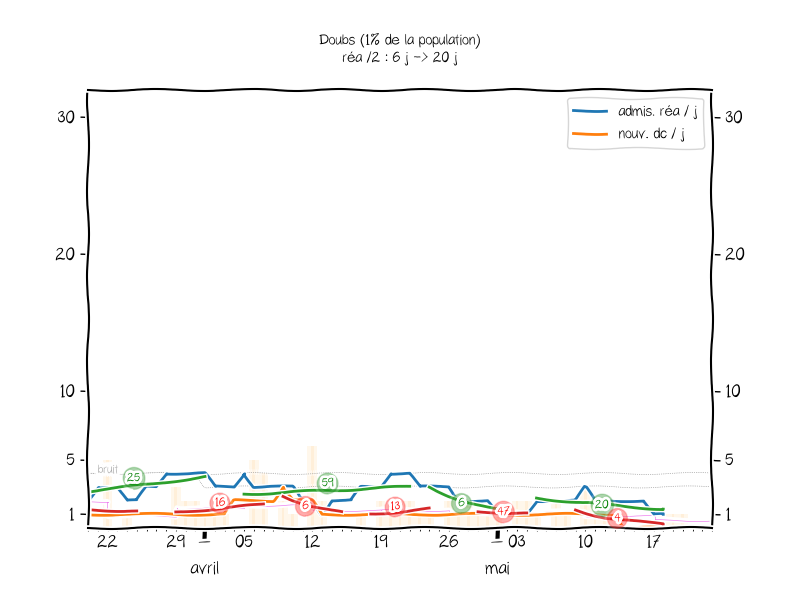 Doubs (1% de la population)
réa /2 : 6 j -> 20 j
admis. réa / j
nouv. dc / j
30 30
20 20
10 10
5 5
1 1
bruit
25 59 6 20
16 6 13 47 4
22 29 05 12 19 26 03 10 17
avril mai